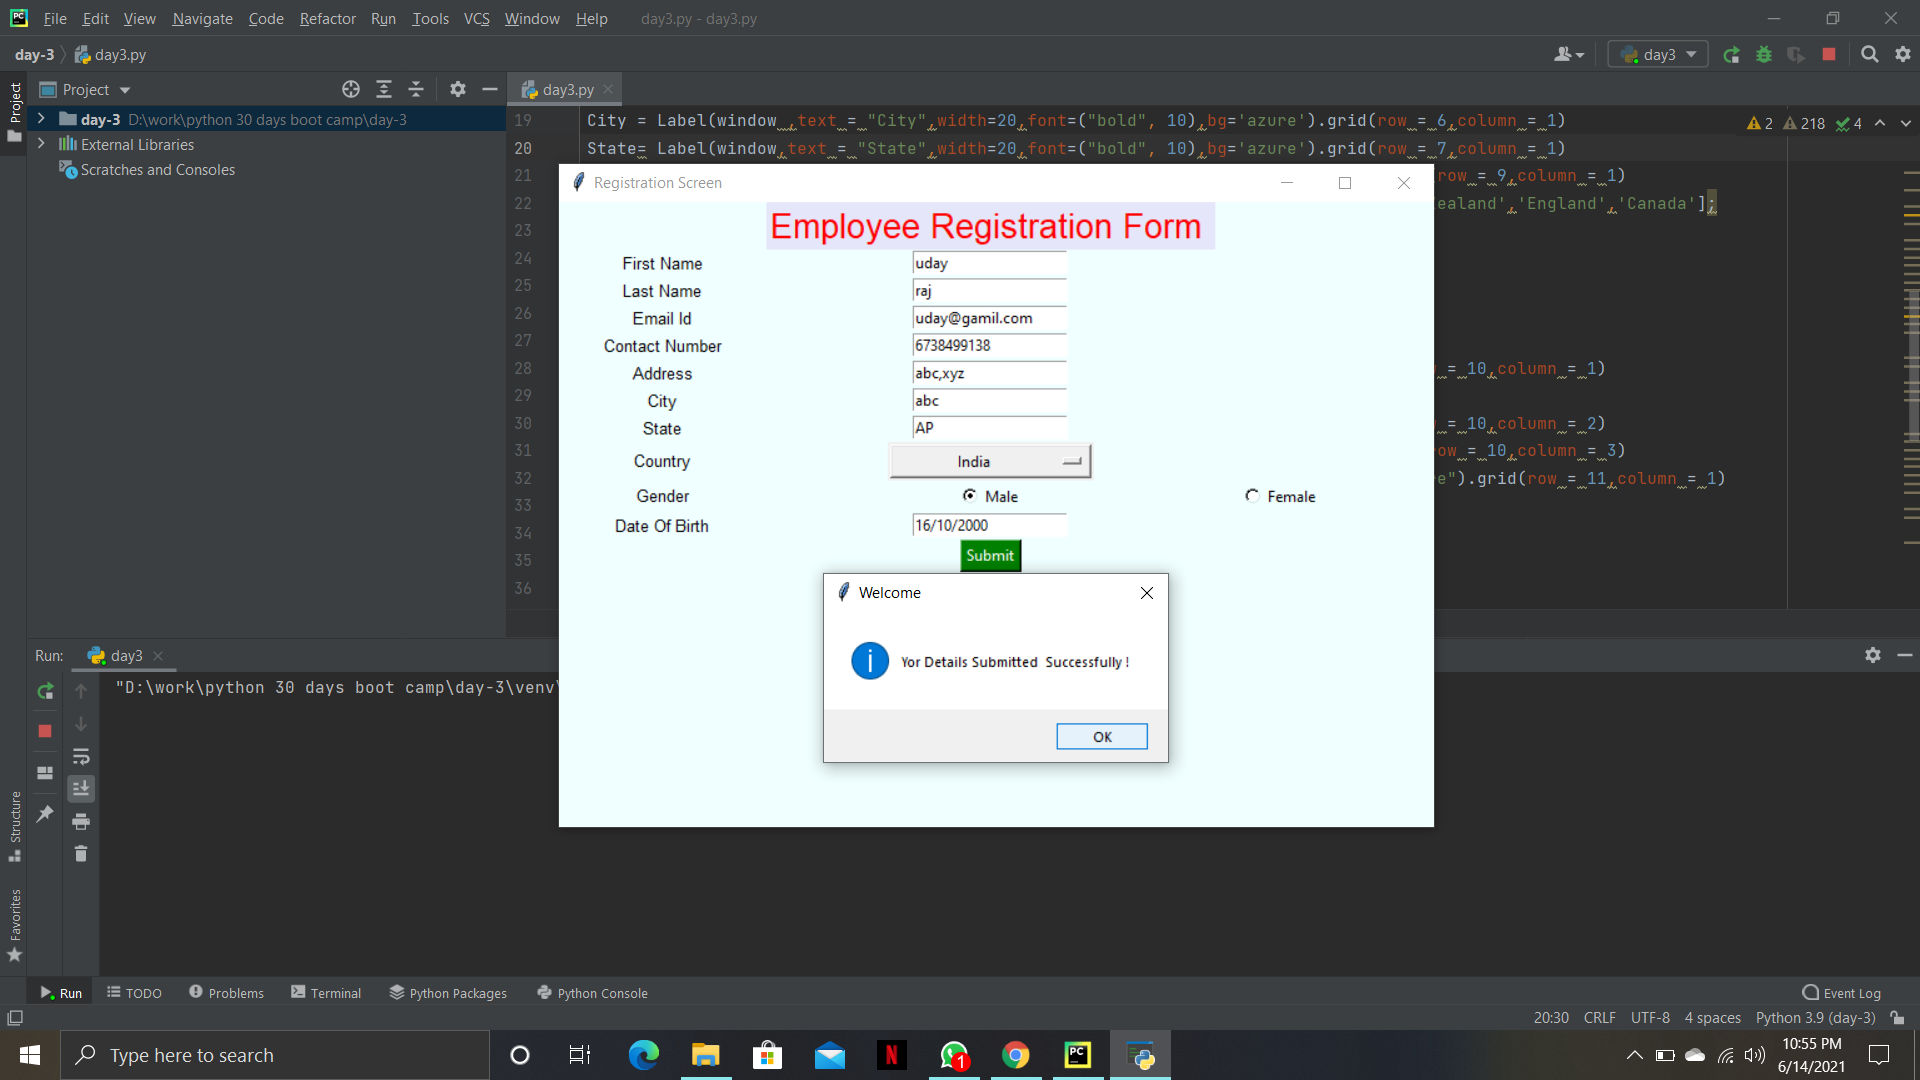 File Edit View Navigate Code Refactor Run Tools VCS Window Help day3.py - day3.py
day-3 day3.py
day3
Project
Project
day3.py
day-3 D:\work\python 30 days boot camp\day-3
External Libraries
Scratches and Consoles
19 City = Label(window ,text = "City",width=20,font=("bold", 10),bg='azure').grid(row = 6,column = 1)
2 218 4
20 State= Label(window,text = "State",width=20,font=("bold", 10),bg='azure').grid(row = 7,column = 1)
21 row = 9,column = 1)
22 ealand','England','Canada'];
23
24
25
26
27
28 = 10,column = 1)
29
30 = 10,column = 2)
31 ow = 10,column = 3)
32 e").grid(row = 11,column = 1)
33
34
35
36
Registration Screen
Employee Registration Form
First Name uday
Last Name raj
Email Id uday@gamil.com
Contact Number 6738499138
Address abc,xyz
City abc
State AP
Country India
Gender Male Female
Date Of Birth 16/10/2000
Submit
Welcome
Yor Details Submitted  Successfully !
OK
Run: day3
"D:\work\python 30 days boot camp\day-3\venv\
Structure
Favorites
Run TODO Problems Terminal Python Packages Python Console Event Log
20:30 CRLF UTF-8 4 spaces Python 3.9 (day-3)
Type here to search
1
10:55 PM
6/14/2021